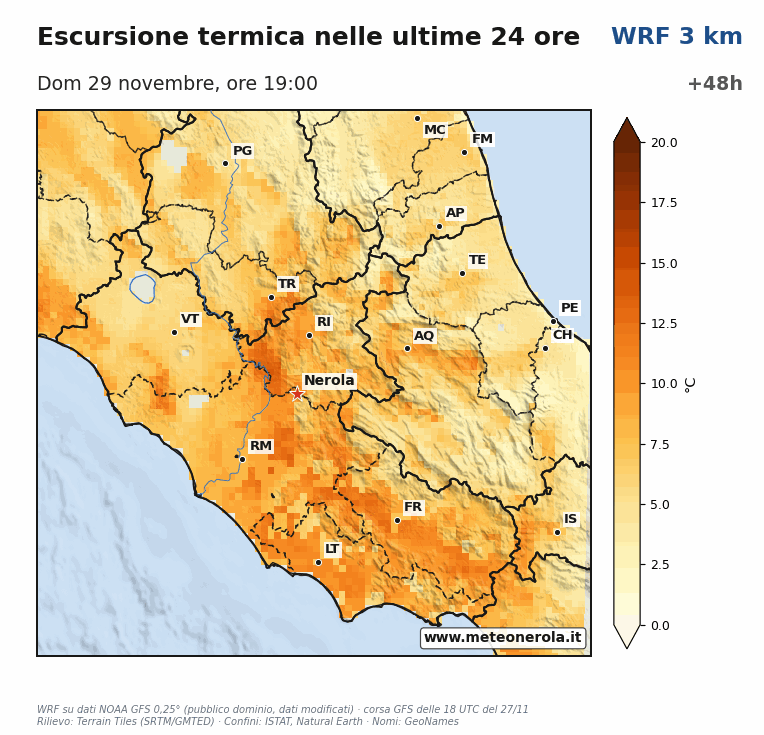 Escursione termica nelle ultime 24 ore WRF 3 km
Dom 29 novembre, ore 19:00 +48h
MC
FM
PG
AP
TE
TR
PE
VT
RI
AQ
CH
Nerola
RM
FR
IS
LT
www.meteonerola.it
20.0
17.5
15.0
12.5
10.0
7.5
5.0
2.5
0.0
°C
WRF su dati NOAA GFS 0,25° (pubblico dominio, dati modificati) · corsa GFS delle 18 UTC del 27/11
Rilievo: Terrain Tiles (SRTM/GMTED) · Confini: ISTAT, Natural Earth · Nomi: GeoNames